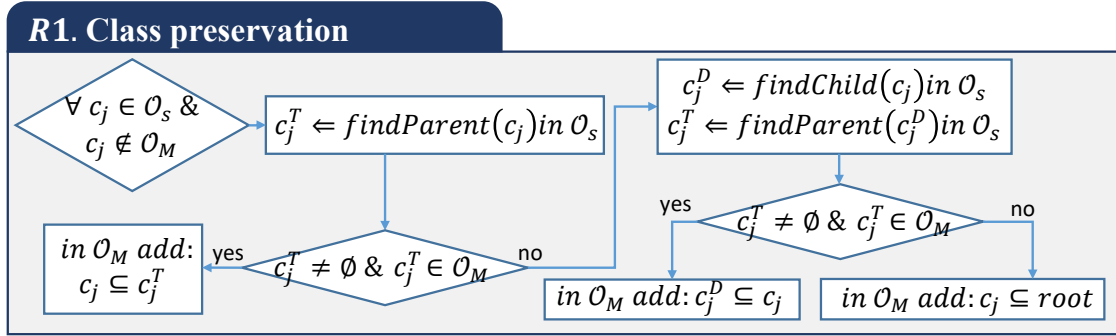 R1. Class preservation
∀ c_j ∈ O_s &
c_j ∉ O_M
c_j^T ⇐ findParent(c_j)in O_s
c_j^T ≠ ∅ & c_j^T ∈ O_M
yes
in O_M add:
c_j ⊆ c_j^T
no
c_j^D ⇐ findChild(c_j)in O_s
c_j^T ⇐ findParent(c_j^D)in O_s
c_j^T ≠ ∅ & c_j^T ∈ O_M
yes
in O_M add: c_j^D ⊆ c_j
no
in O_M add: c_j ⊆ root